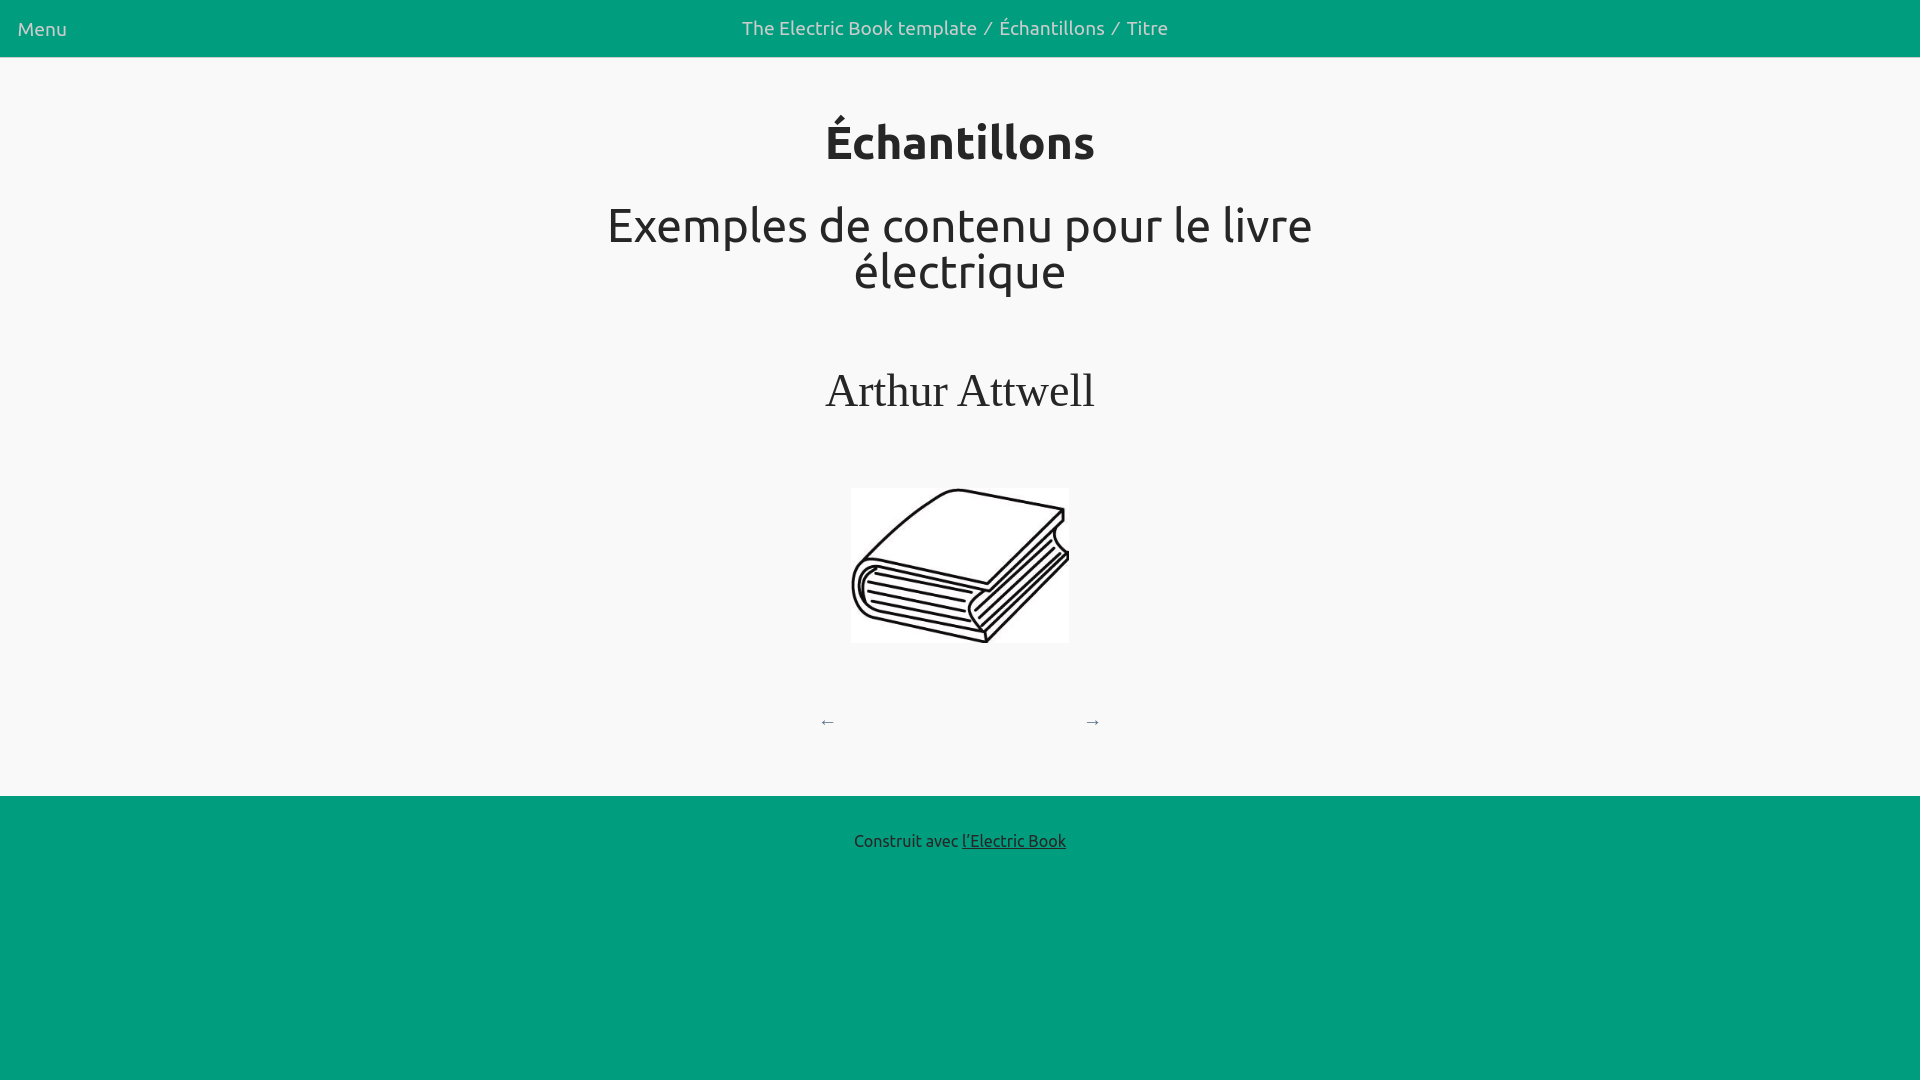 Menu
The Electric Book template / Échantillons / Titre
Échantillons
Exemples de contenu pour le livre
électrique
Arthur Attwell
← →
Construit avec l’Electric Book